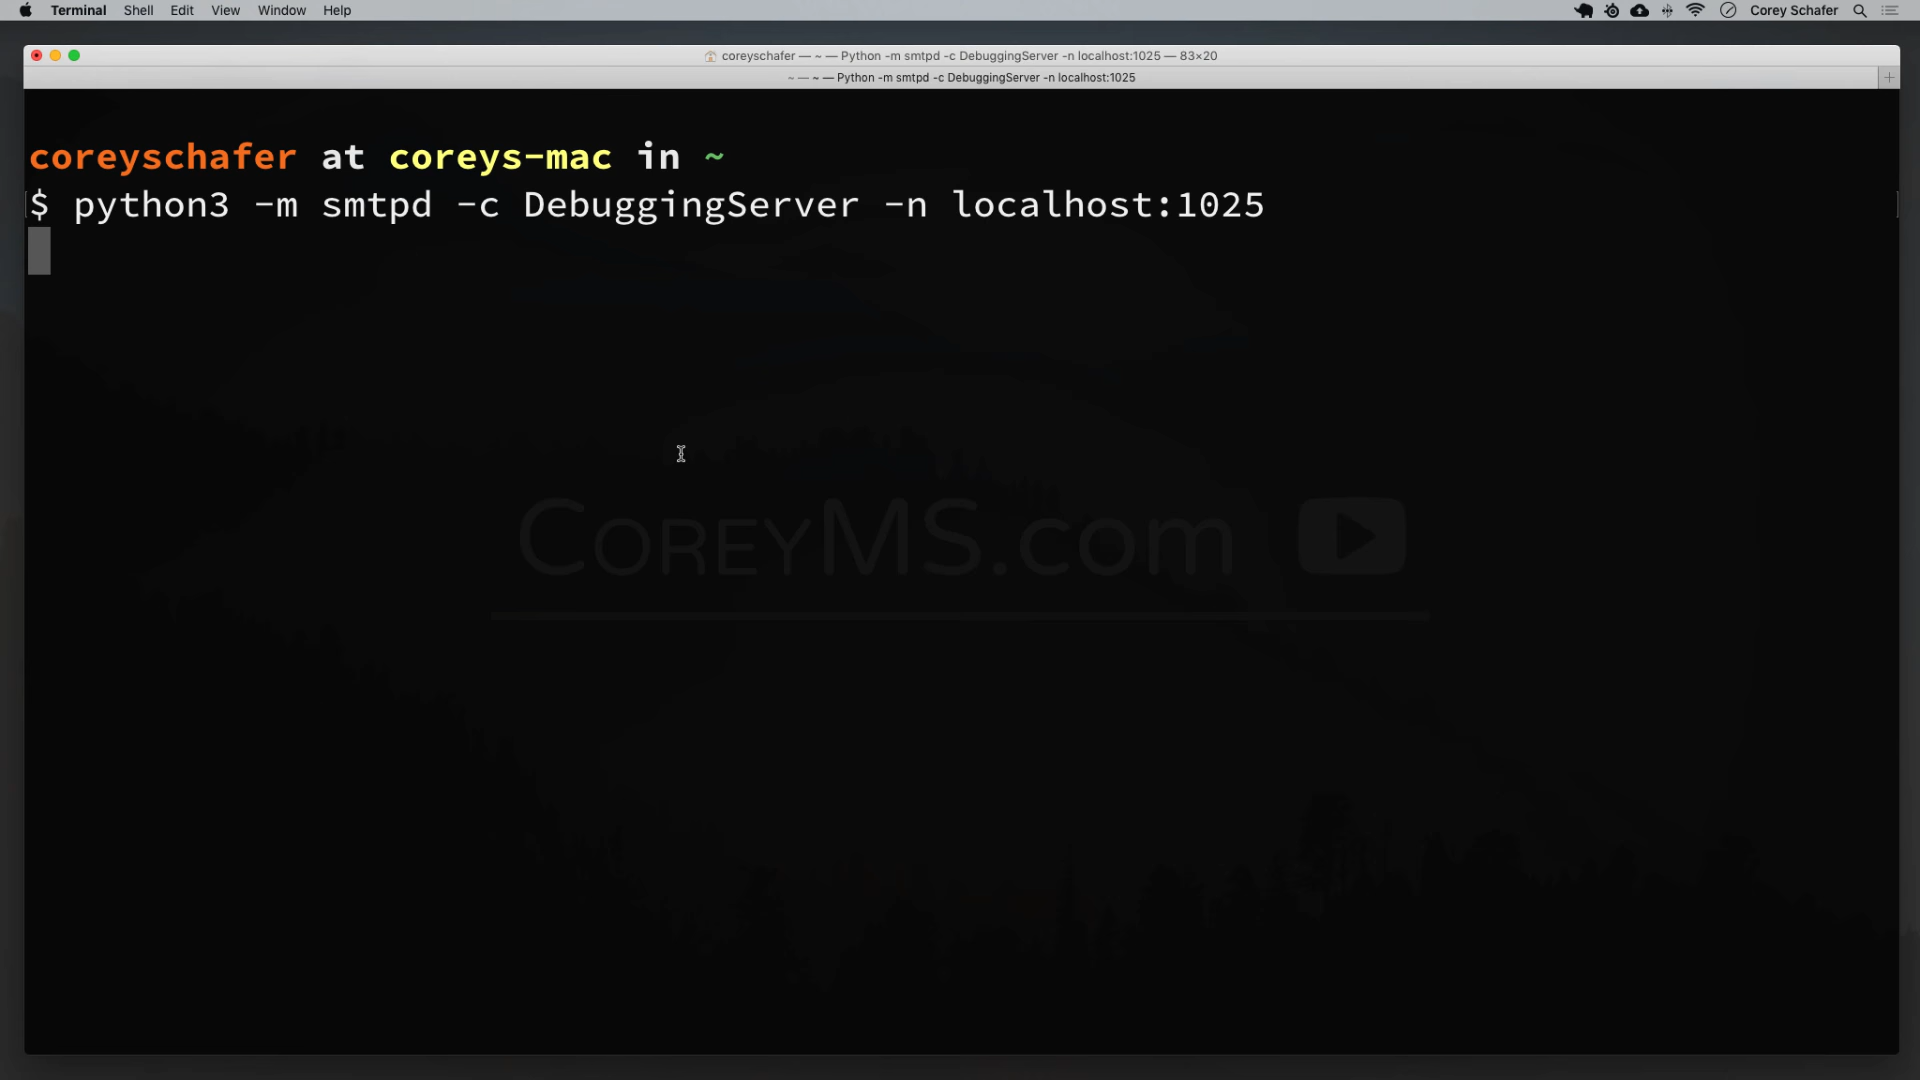 Terminal Shell Edit View Window Help Corey Schafer
coreyschafer — ~ — Python -m smtpd -c DebuggingServer -n localhost:1025 — 83×20
~ — ~ — Python -m smtpd -c DebuggingServer -n localhost:1025
coreyschafer at coreys-mac in ~
$ python3 -m smtpd -c DebuggingServer -n localhost:1025
CoreyMS.com